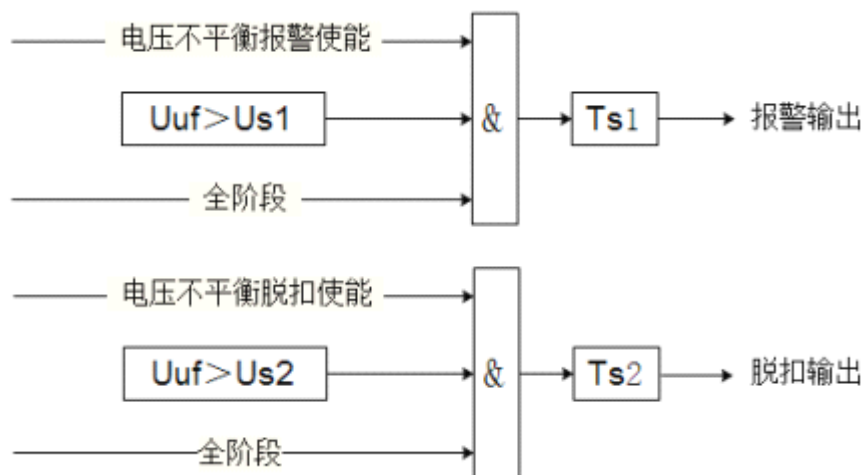 电压不平衡报警使能
Uuf＞Us1
&
Ts1
报警输出
全阶段
电压不平衡脱扣使能
Uuf＞Us2
&
Ts2
脱扣输出
全阶段